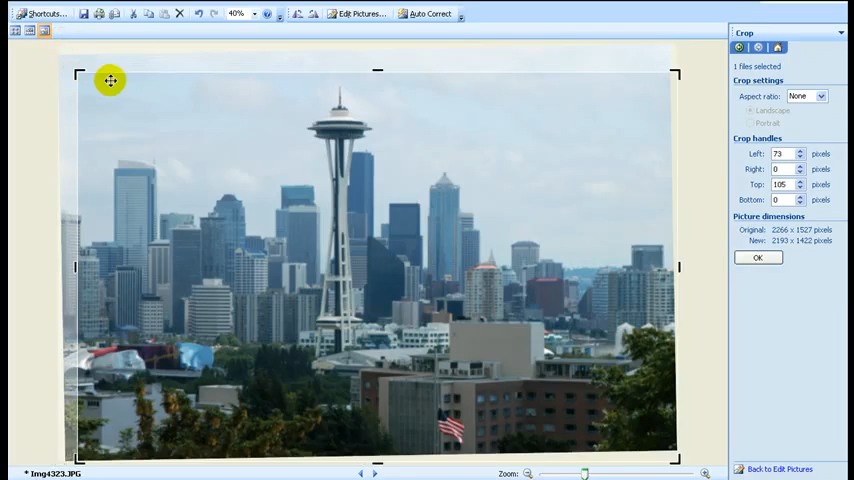 Shortcuts...
40%
Edit Pictures...
Auto Correct
Crop
1 files selected
Crop settings
Aspect ratio: None
Landscape
Portrait
Crop handles
Left: 73 pixels
Right: 0 pixels
Top: 105 pixels
Bottom: 0 pixels
Picture dimensions
Original: 2266 x 1527 pixels
New: 2193 x 1422 pixels
OK
Back to Edit Pictures
* Img4323.JPG
Zoom: